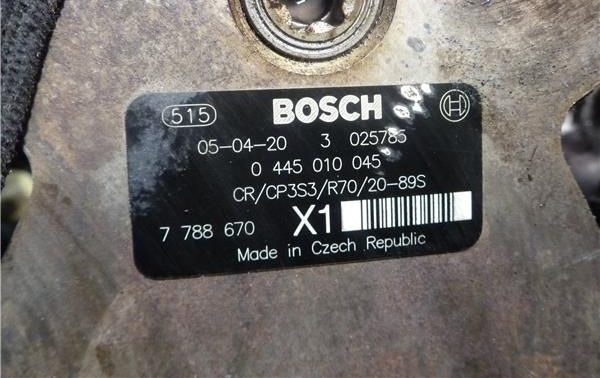 515 BOSCH
05-04-20 3 025785
0 445 010 045
CR/CP3S3/R70/20-89S
7 788 670 X1
Made in Czech Republic